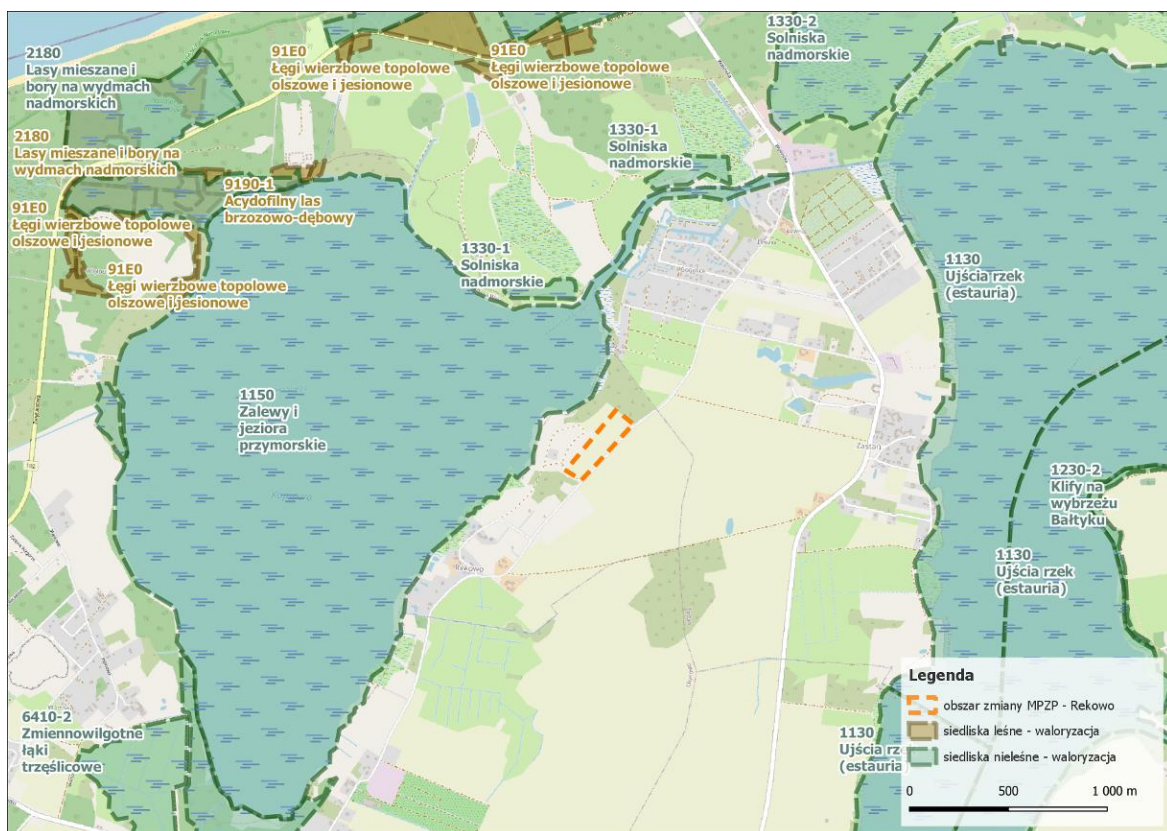 2180
Lasy mieszane i
bory na wydmach
nadmorskich
91E0
Łęgi wierzbowe topolowe
olszowe i jesionowe
91E0
Łęgi wierzbowe topolowe
olszowe i jesionowe
1330-2
Solniska
nadmorskie
2180
Lasy mieszane i bory na
wydmach nadmorskich
1330-1
Solniska
nadmorskie
9190-1
Acydofilny las
brzozowo-dębowy
91E0
Łęgi wierzbowe topolowe
olszowe i jesionowe
91E0
Łęgi wierzbowe topolowe
olszowe i jesionowe
1330-1
Solniska
nadmorskie
1130
Ujścia rzek
(estauria)
1150
Zalewy i
jeziora
przymorskie
Zastań
1230-2
Klify na
wybrzeżu
Bałtyku
1130
Ujścia rzek
(estauria)
Rekowo
6410-2
Zmiennowilgotne
łąki
trzęślicowe
1130
Ujścia rze
(estauria)
Legenda
obszar zmiany MPZP - Rekowo
siedliska leśne - waloryzacja
siedliska nieleśne - waloryzacja
0 500 1 000 m